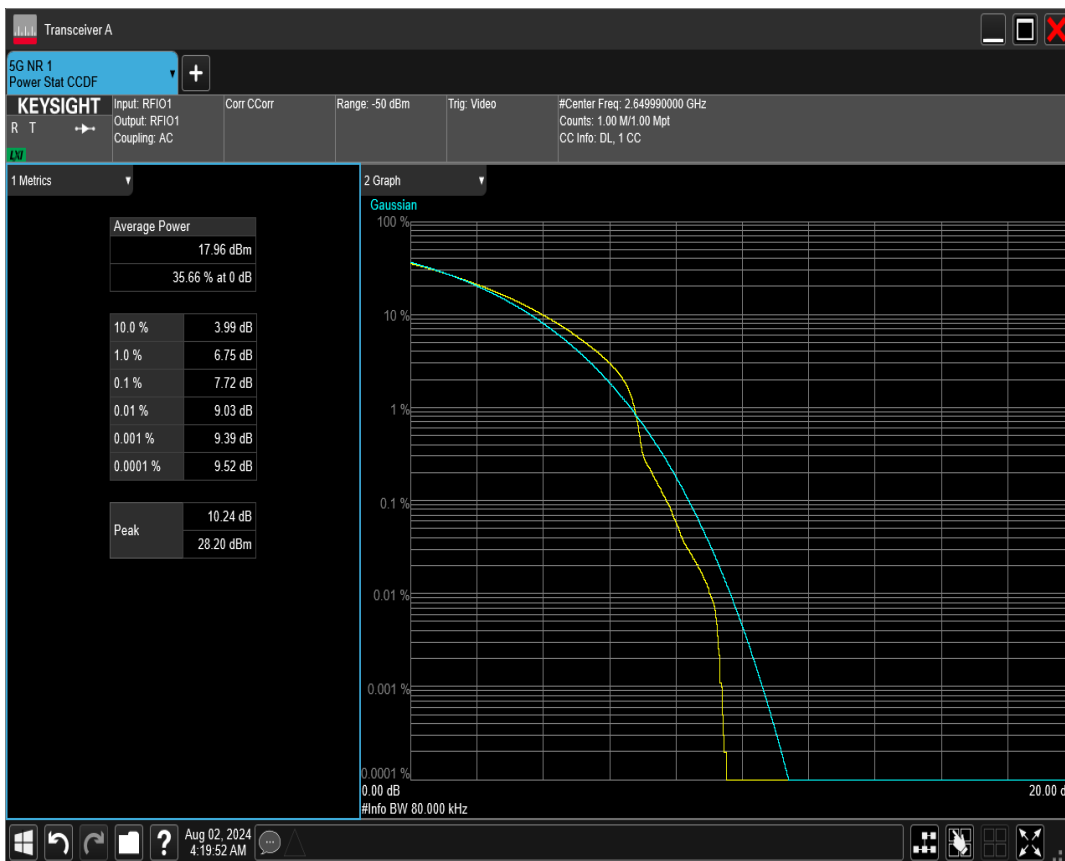 Transceiver A
5G NR 1
Power Stat CCDF
+
KEYSIGHT
R T
LXI
Input: RFIO1
Output: RFIO1
Coupling: AC
Corr CCorr
Range: -50 dBm
Trig: Video
#Center Freq: 2.649990000 GHz
Counts: 1.00 M/1.00 Mpt
CC Info: DL, 1 CC
1 Metrics
Average Power
17.96 dBm
35.66 % at 0 dB
10.0 % 3.99 dB
1.0 % 6.75 dB
0.1 % 7.72 dB
0.01 % 9.03 dB
0.001 % 9.39 dB
0.0001 % 9.52 dB
Peak 10.24 dB
28.20 dBm
2 Graph
Gaussian
100 %
10 %
1 %
0.1 %
0.01 %
0.001 %
0.0001 %
0.00 dB 20.00 d
#Info BW 80.000 kHz
?
Aug 02, 2024
4:19:52 AM